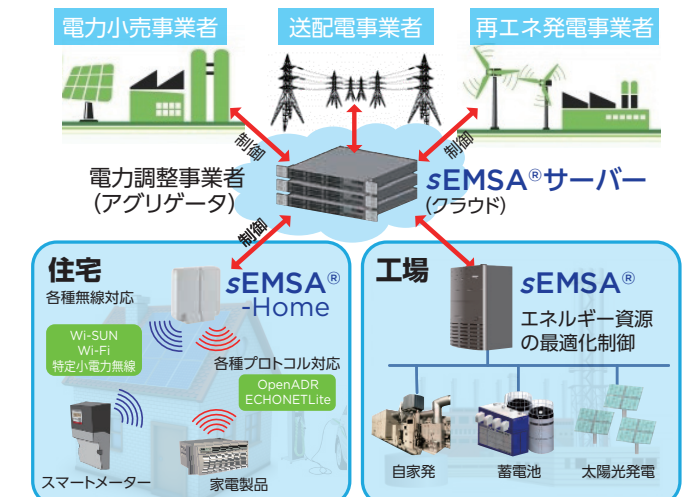 電力小売事業者
送配電事業者
再エネ発電事業者
制御
制御
電力調整事業者
(アグリゲータ)
sEMSA®サーバー
(クラウド)
制御
住宅
各種無線対応
sEMSA®
-Home
Wi-SUN
Wi-Fi
特定小電力無線
各種プロトコル対応
OpenADR
ECHONETLite
スマートメーター
家電製品
工場
sEMSA®
エネルギー資源
の最適化制御
自家発
蓄電池
太陽光発電